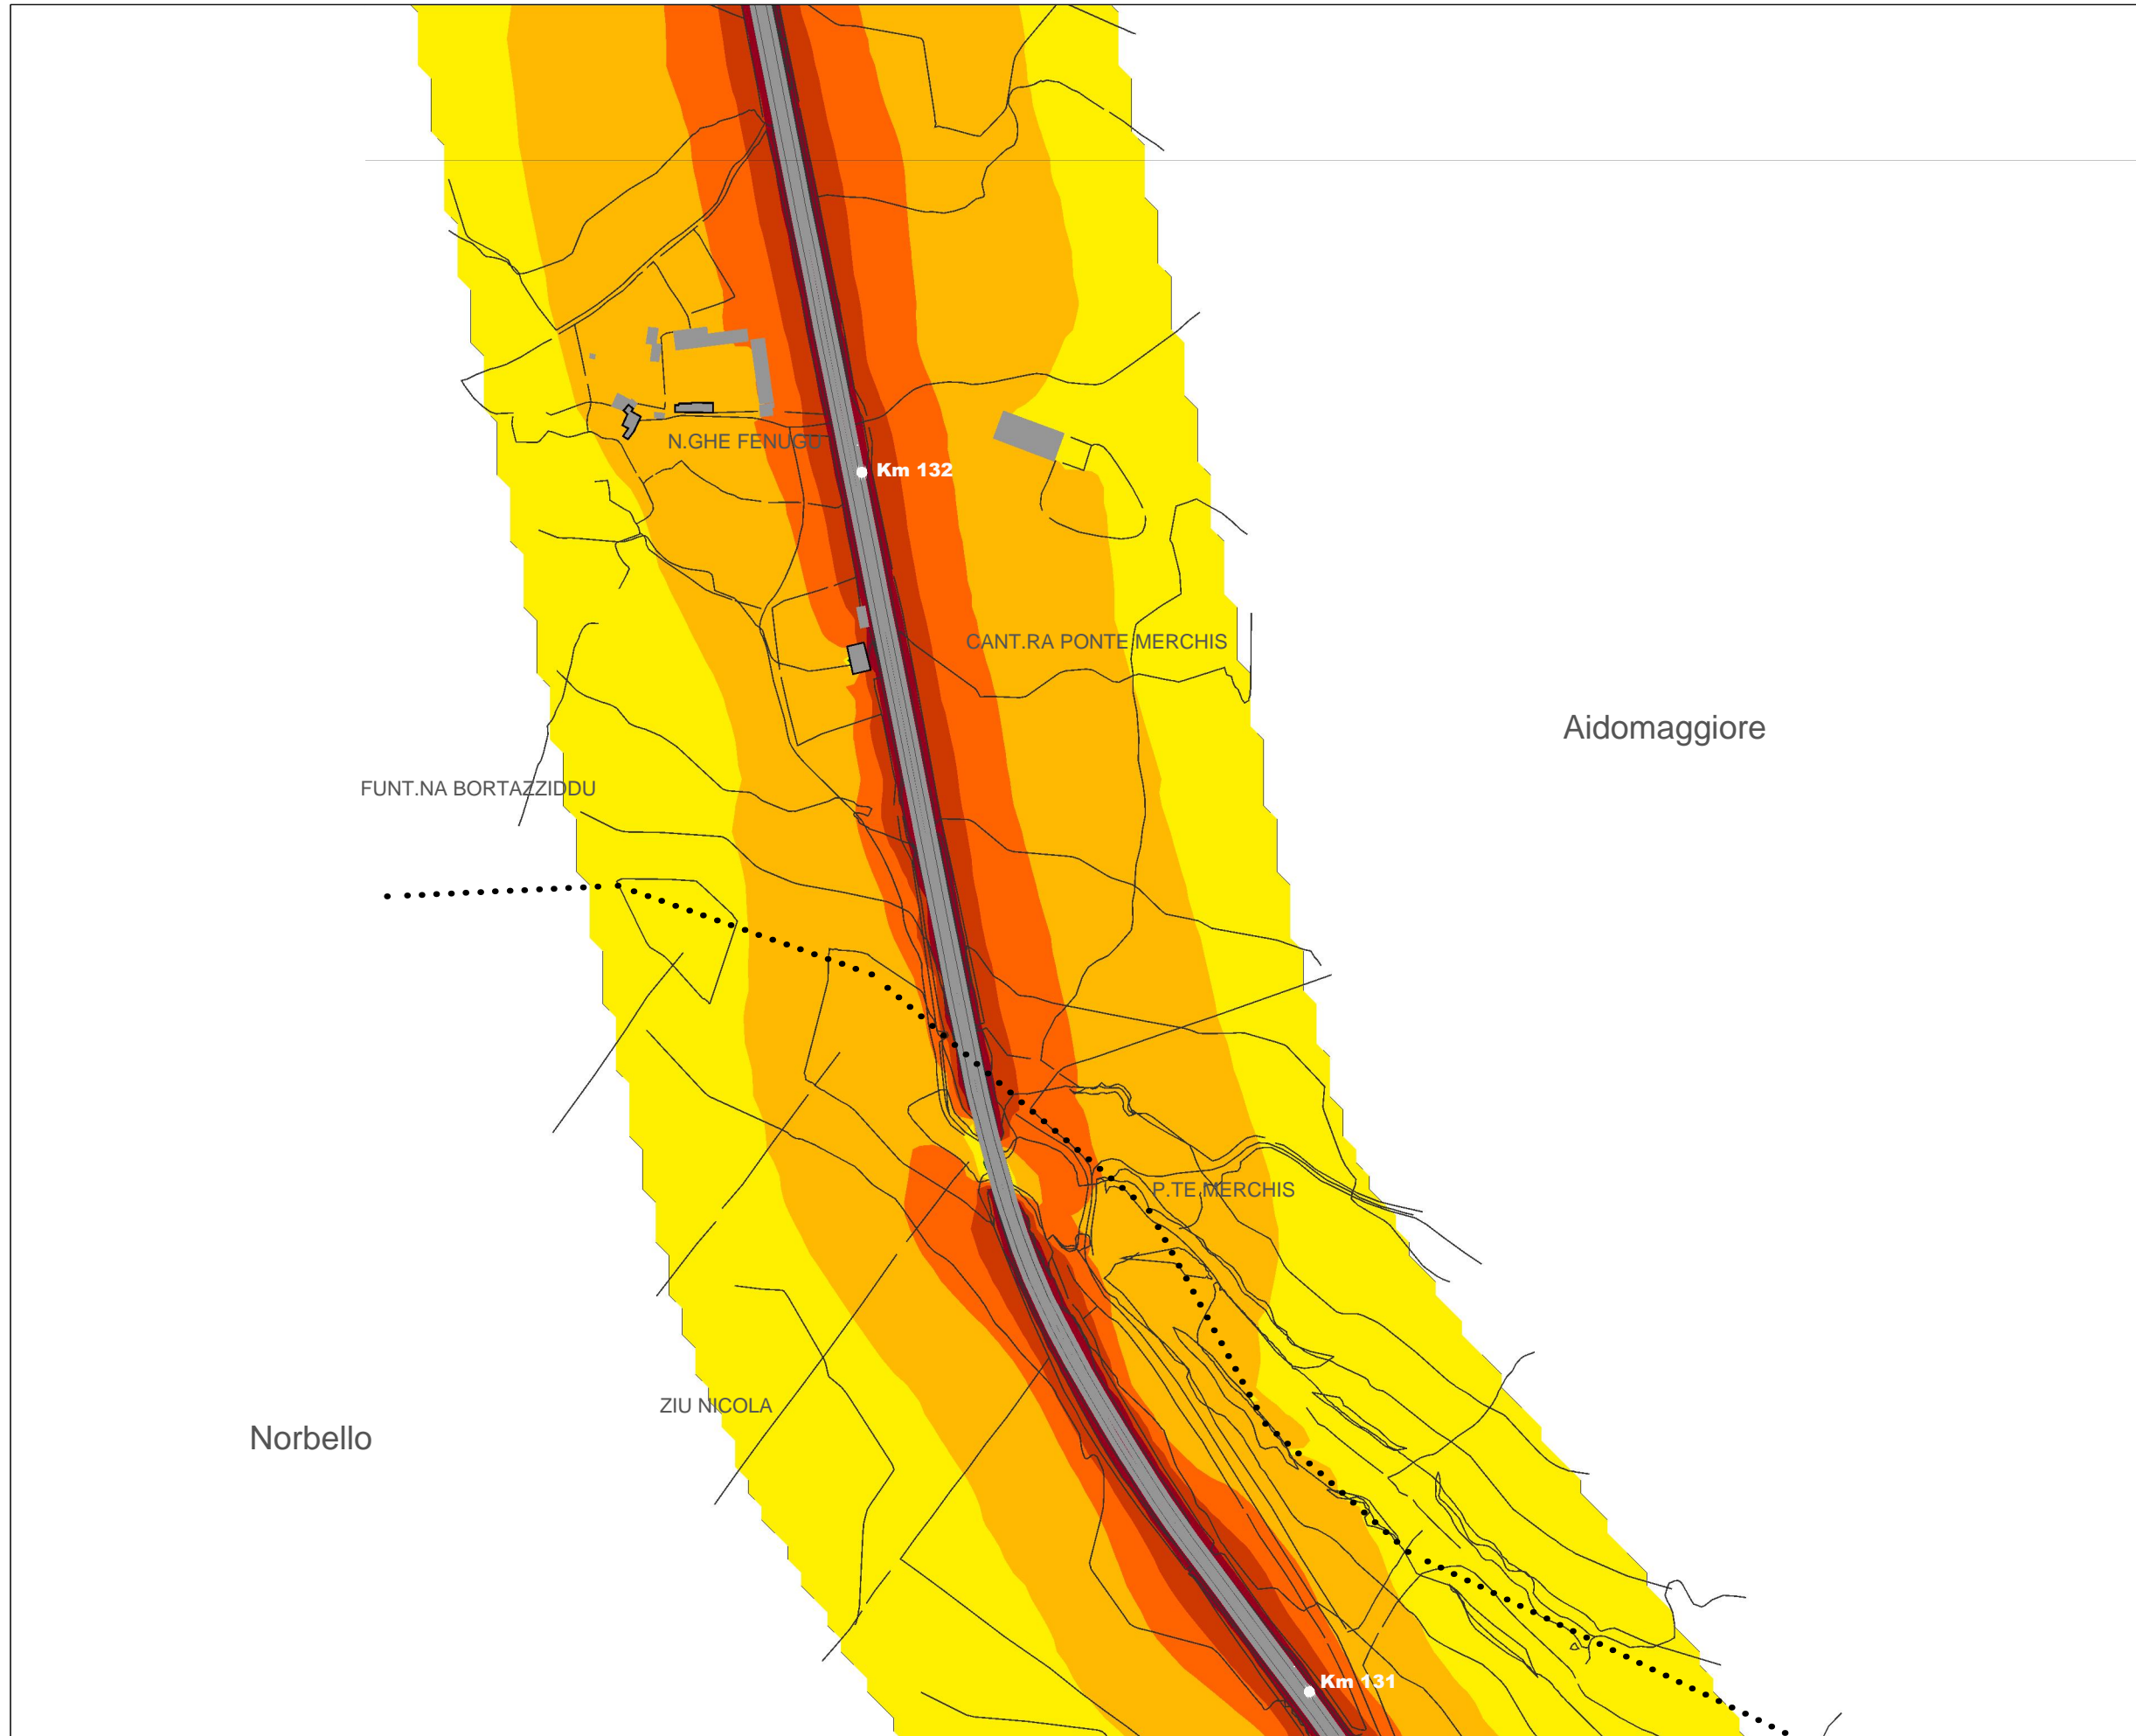 N.GHE FENUGU
Km 132
CANT.RA PONTE MERCHIS
Aidomaggiore
FUNT.NA BORTAZZIDDU
P.TE MERCHIS
ZIU NICOLA
Norbello
Km 131